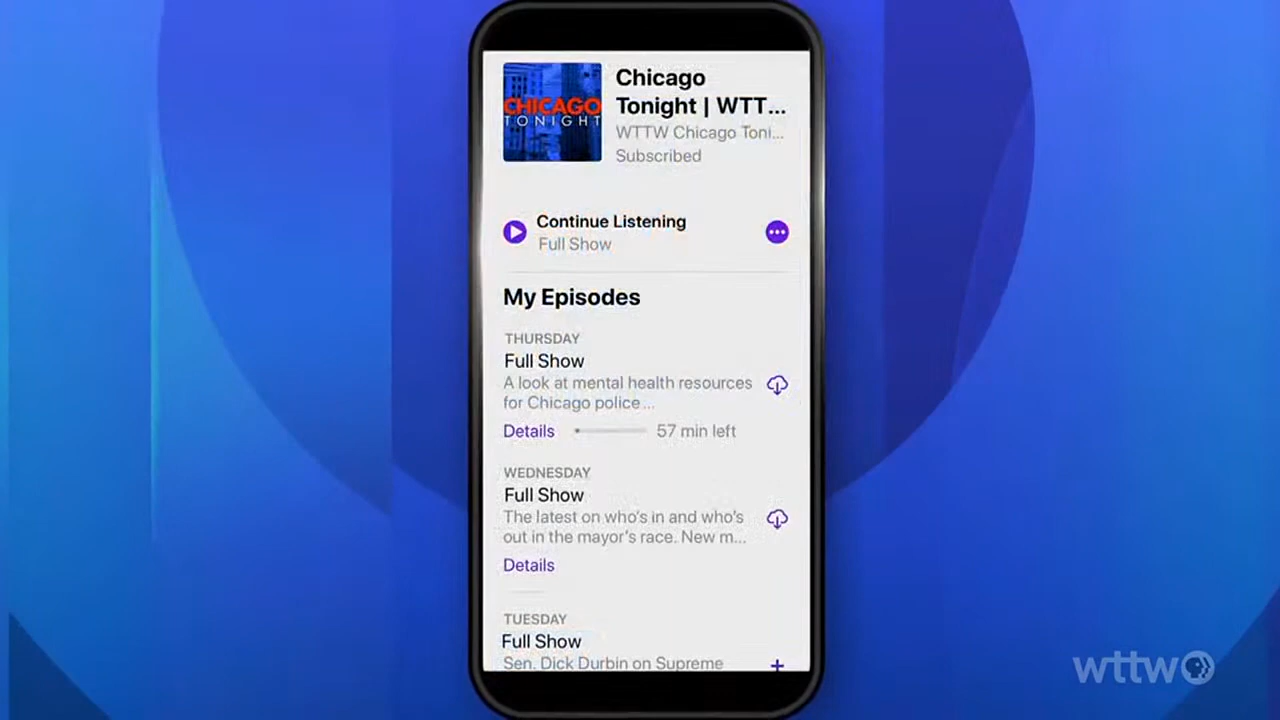 CHICAGO
TONIGHT
Chicago
Tonight | WTT...
WTTW Chicago Toni...
Subscribed
Continue Listening
Full Show
My Episodes
THURSDAY
Full Show
A look at mental health resources
for Chicago police ...
Details
57 min left
WEDNESDAY
Full Show
The latest on who's in and who's
out in the mayor's race. New m...
Details
TUESDAY
Full Show
Sen. Dick Durbin on Supreme
wttw